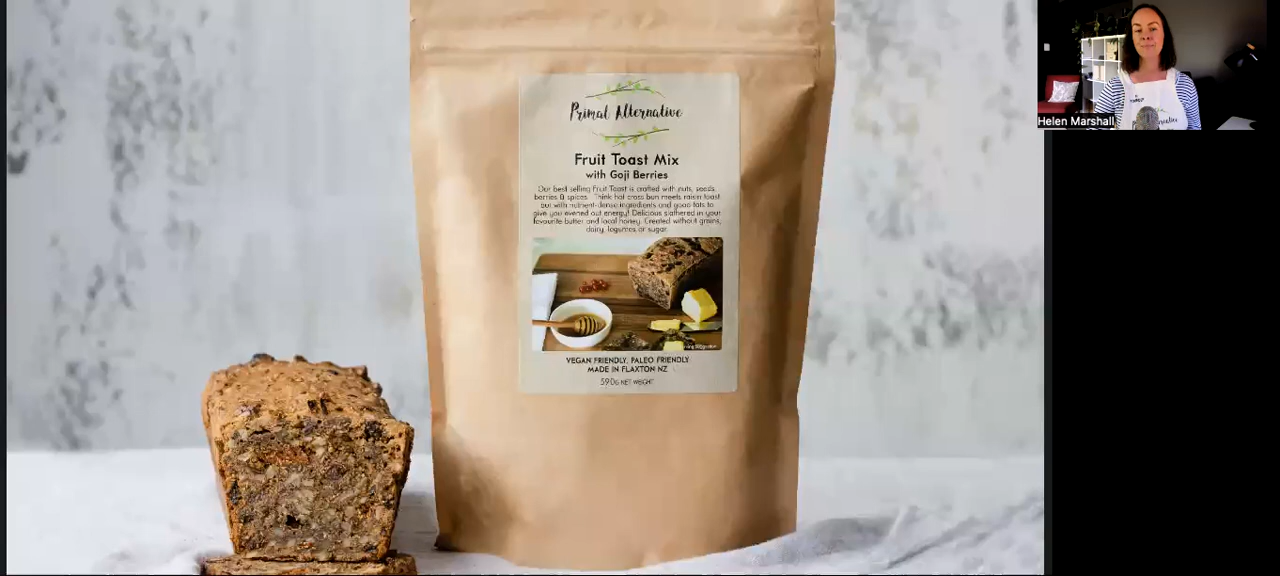 Primal Alternative
Fruit Toast Mix
with Goji Berries
Our best selling Fruit Toast is crafted with nuts, seeds,
berries & spices. Think hot cross bun meets raisin toast
but with nutrient-dense ingredients and good fats to
give you evened out energy! Delicious slathered in your
favourite butter and local honey. Created without grains,
dairy, legumes or sugar.
VEGAN FRIENDLY, PALEO FRIENDLY
MADE IN FLAXTON NZ
590g NET WEIGHT
Helen Marshall